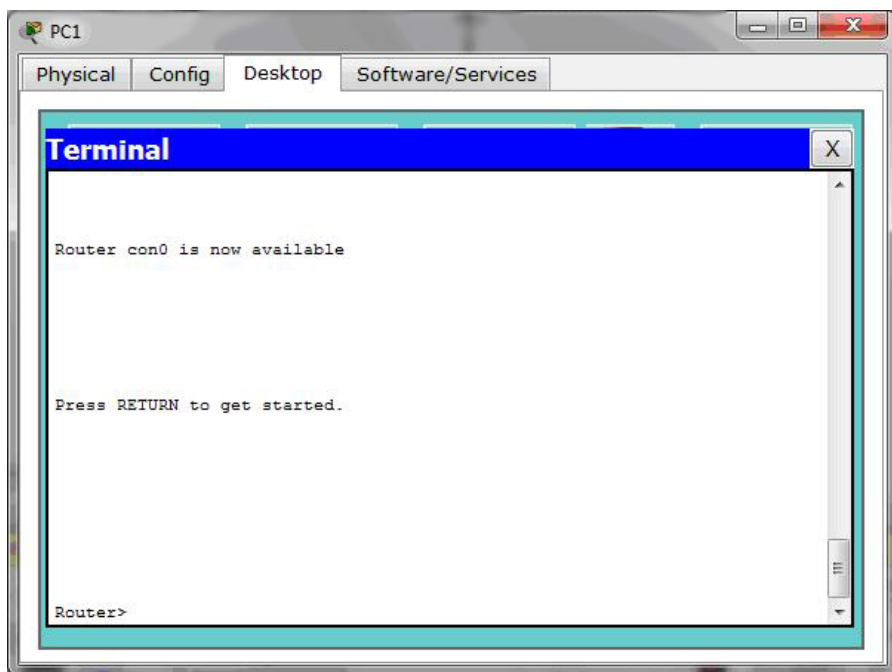 PC1
Physical Config Desktop Software/Services
Terminal X
Router con0 is now available
Press RETURN to get started.
Router>